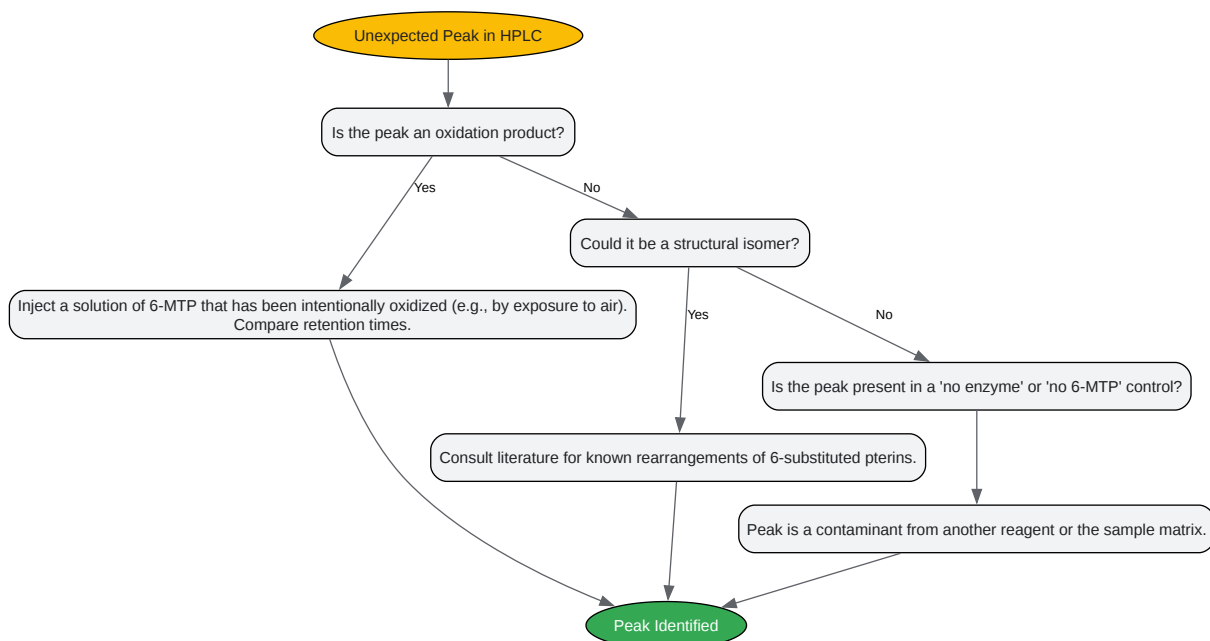 Unexpected Peak in HPLC
Is the peak an oxidation product?
Yes
No
Could it be a structural isomer?
Inject a solution of 6-MTP that has been intentionally oxidized (e.g., by exposure to air).
Compare retention times.
Yes
No
Is the peak present in a 'no enzyme' or 'no 6-MTP' control?
Consult literature for known rearrangements of 6-substituted pterins.
Peak is a contaminant from another reagent or the sample matrix.
Peak Identified